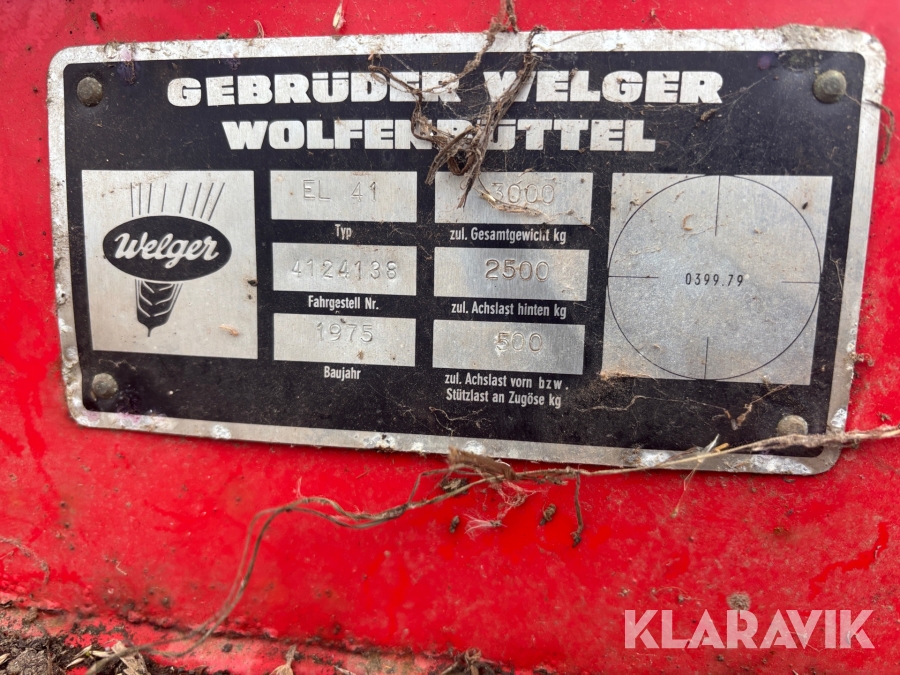 GEBRÜDER WELGER
WOLFENBÜTTEL
Welger
EL 41
Typ
4124138
Fahrgestell Nr.
1975
Baujahr
3000
zul. Gesamtgewicht kg
2500
zul. Achslast hinten kg
500
zul. Achslast vorn bzw.
Stützlast an Zugöse kg
0399.79
KLARAVIK